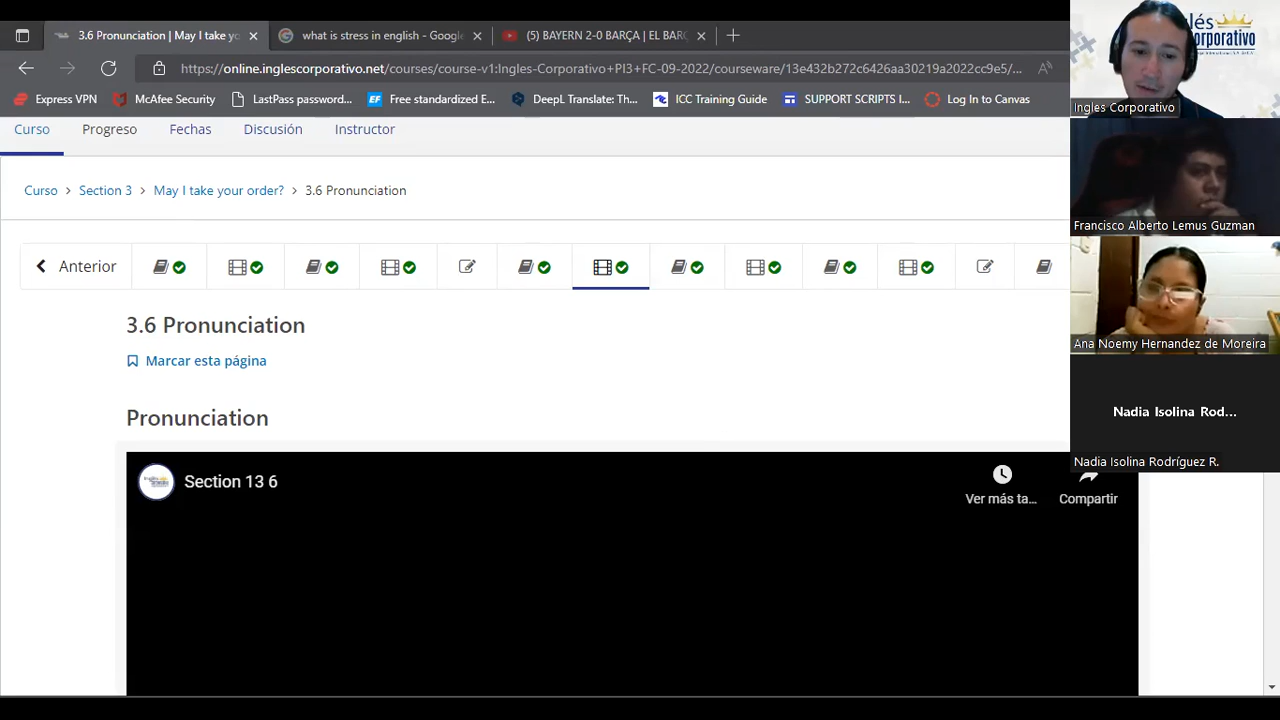 3.6 Pronunciation | May I take yo
what is stress in english - Google
(5) BAYERN 2-0 BARÇA | EL BAR
https://online.inglescorporativo.net/courses/course-v1:Ingles-Corporativo+PI3+FC-09-2022/courseware/13e432b272c6426aa30219a2022cc9e5/...
Express VPN
McAfee Security
LastPass password...
Free standardized E...
DeepL Translate: Th...
ICC Training Guide
SUPPORT SCRIPTS I...
Log In to Canvas
Curso
Progreso
Fechas
Discusión
Instructor
Curso > Section 3 > May I take your order? > 3.6 Pronunciation
Anterior
3.6 Pronunciation
Marcar esta página
Pronunciation
Section 13 6
Ver más ta...
Compartir
glés
orporativo
Ingles Corporativo
Francisco Alberto Lemus Guzman
Ana Noemy Hernandez de Moreira
Nadia Isolina Rod...
Nadia Isolina Rodríguez R.